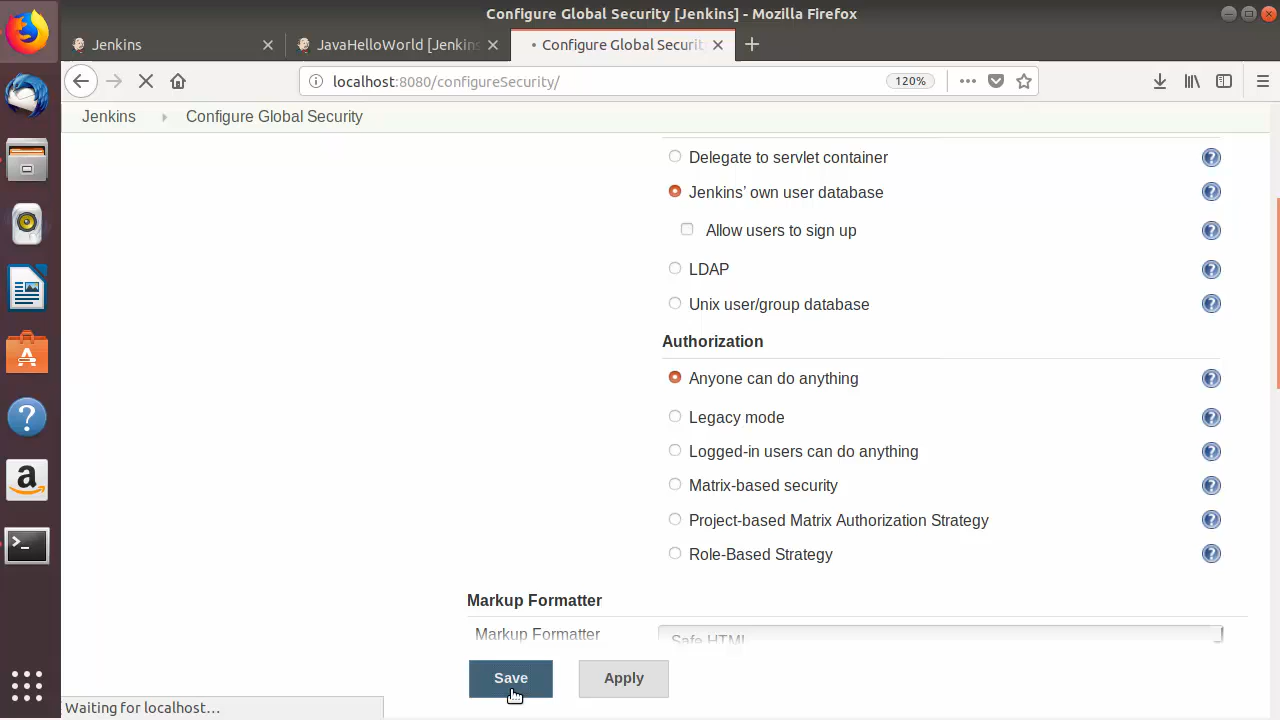 Configure Global Security [Jenkins] - Mozilla Firefox
Jenkins
JavaHelloWorld [Jenkins
Configure Global Securit
localhost:8080/configureSecurity/
120%
Jenkins
Configure Global Security
Delegate to servlet container
Jenkins’ own user database
Allow users to sign up
LDAP
Unix user/group database
Authorization
Anyone can do anything
Legacy mode
Logged-in users can do anything
Matrix-based security
Project-based Matrix Authorization Strategy
Role-Based Strategy
Markup Formatter
Markup Formatter
Safe HTML
Save
Apply
Waiting for localhost…